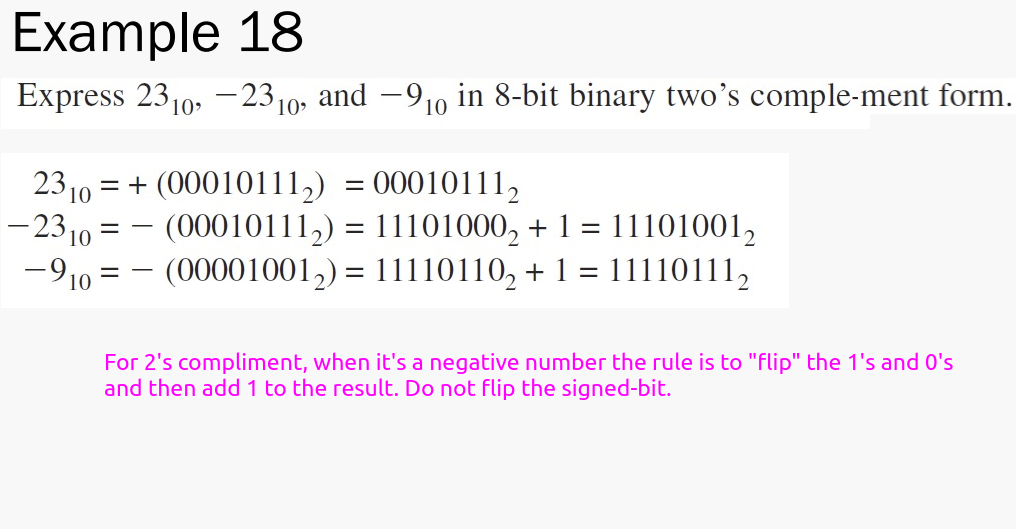 Example 18
Express 23₁₀, −23₁₀, and −9₁₀ in 8-bit binary two’s comple-ment form.
23₁₀ = + (00010111₂) = 00010111₂
−23₁₀ = − (00010111₂) = 11101000₂ + 1 = 11101001₂
−9₁₀ = − (00001001₂) = 11110110₂ + 1 = 11110111₂
For 2's compliment, when it's a negative number the rule is to "flip" the 1's and 0's
and then add 1 to the result. Do not flip the signed-bit.